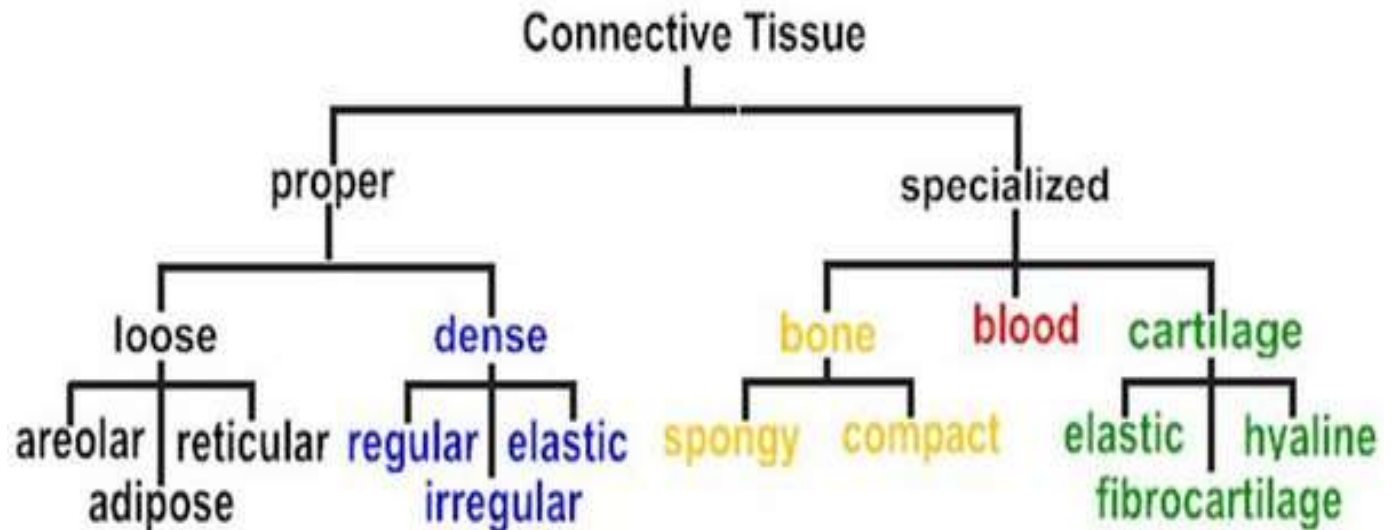 Connective Tissue
proper specialized
loose dense bone blood cartilage
areolar reticular regular elastic spongy compact elastic hyaline
adipose irregular fibrocartilage